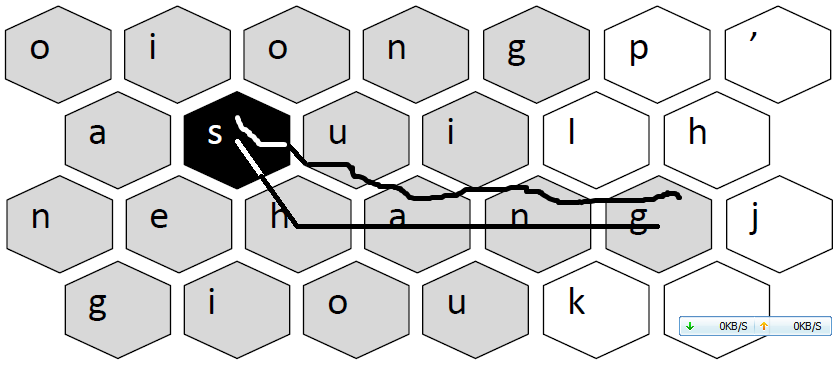 o i o n g p ’
a s u i l h
n e h a n g j
g i o u k
0KB/S 0KB/S